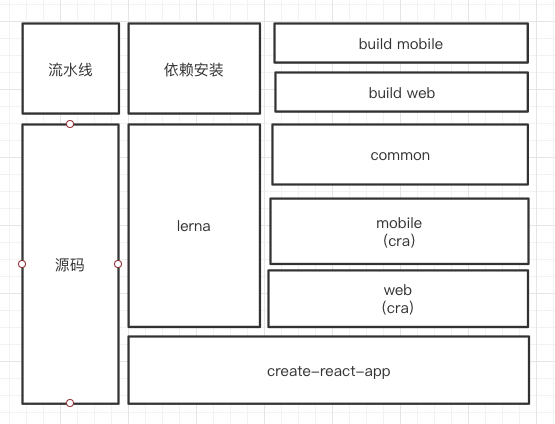 流水线
依赖安装
build mobile
build web
源码
lerna
common
mobile
(cra)
web
(cra)
create-react-app